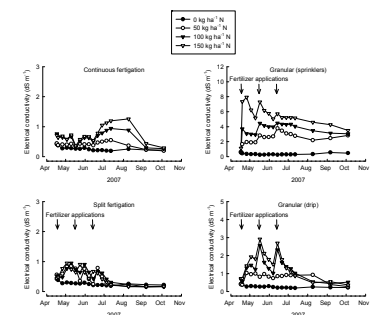 0 kg ha⁻¹ N
50 kg ha⁻¹ N
100 kg ha⁻¹ N
150 kg ha⁻¹ N
Continuous fertigation
Electrical conductivity (dS m⁻¹)
3
2
1
0
Apr May Jun Jul Aug Sep Oct Nov
2007
Granular (sprinklers)
Fertilizer applications
Electrical conductivity (dS m⁻¹)
12
10
8
6
4
2
0
Apr May Jun Jul Aug Sep Oct Nov
2007
Split fertigation
Fertilizer applications
Electrical conductivity (dS m⁻¹)
3
2
1
0
Apr May Jun Jul Aug Sep Oct Nov
2007
Granular (drip)
Fertilizer applications
Electrical conductivity (dS m⁻¹)
5
4
3
2
1
0
Apr May Jun Jul Aug Sep Oct Nov
2007